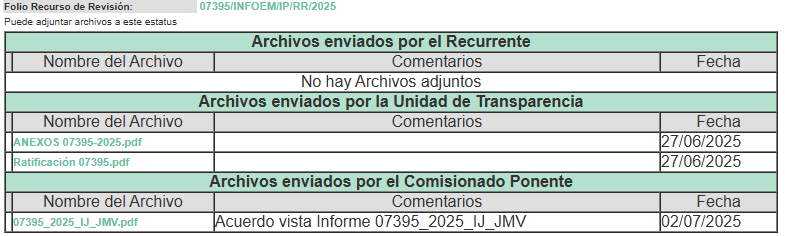 Folio Recurso de Revisión: 07395/INFOEM/IP/RR/2025
Puede adjuntar archivos a este estatus
Archivos enviados por el Recurrente
Nombre del Archivo Comentarios Fecha
No hay Archivos adjuntos
Archivos enviados por la Unidad de Transparencia
Nombre del Archivo Comentarios Fecha
ANEXOS 07395-2025.pdf 27/06/2025
Ratificación 07395.pdf 27/06/2025
Archivos enviados por el Comisionado Ponente
Nombre del Archivo Comentarios Fecha
07395_2025_IJ_JMV.pdf Acuerdo vista Informe 07395_2025_IJ_JMV 02/07/2025